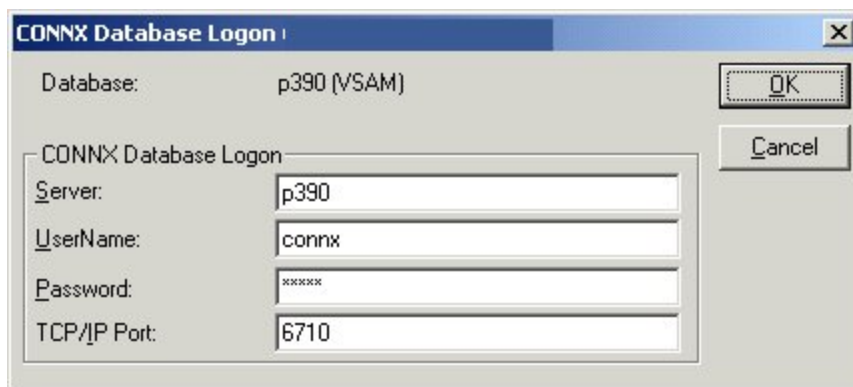 CONNX Database Logon
Database: p390 (VSAM) OK
Cancel
CONNX Database Logon
Server: p390
UserName: connx
Password: *****
TCP/IP Port: 6710